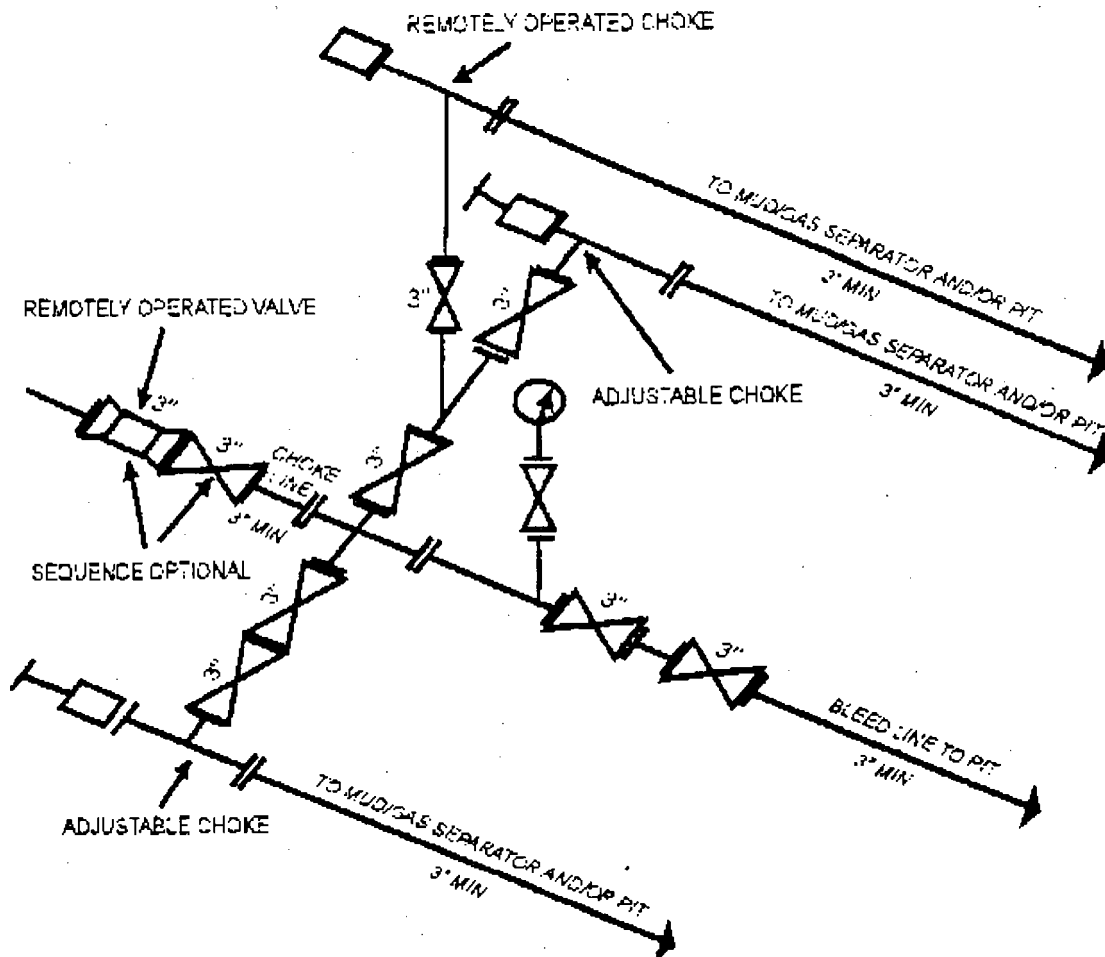 REMOTELY OPERATED CHOKE
TO MUD/GAS SEPARATOR AND/OR PIT
3" MIN
TO MUD/GAS SEPARATOR AND/OR PIT
3" MIN
3"
3"
REMOTELY OPERATED VALVE
ADJUSTABLE CHOKE
3"
3"
3"
CHOKE
LINE
3" MIN
SEQUENCE OPTIONAL
3"
3"
3"
3"
BLEED LINE TO PIT
3" MIN
ADJUSTABLE CHOKE
TO MUD/GAS SEPARATOR AND/OR PIT
3" MIN